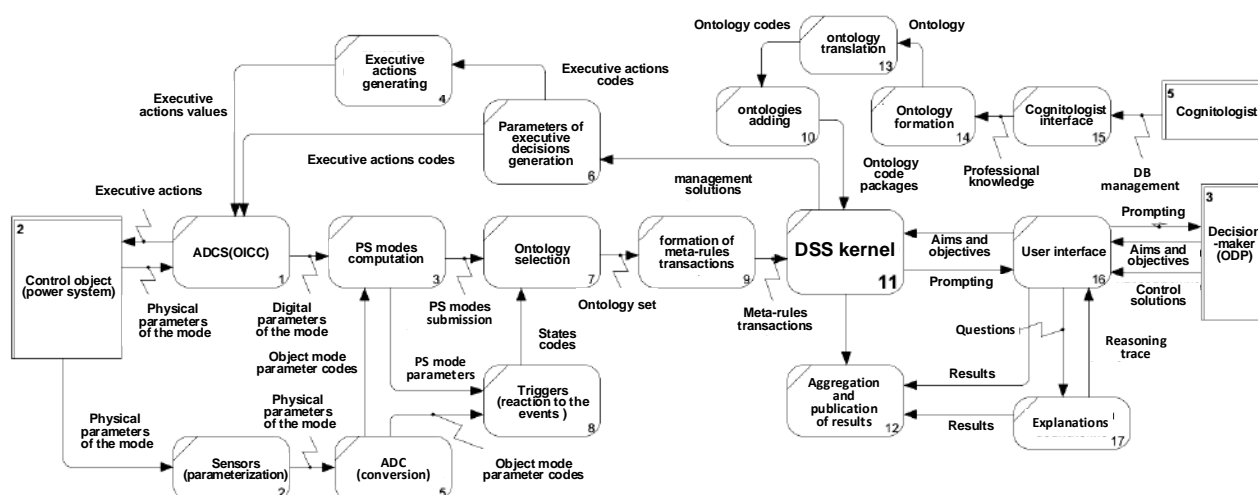 Ontology codes
Ontology
ontology
translation
13
Executive
actions
generating
4
Executive actions
codes
Executive
actions values
ontologies
adding
10
Ontology
formation
14
Cognitologist
interface
15
5
Cognitologist
Parameters of
executive
decisions
generation
6
Executive actions codes
management
solutions
Ontology
code
packages
Professional
knowledge
DB
management
Executive actions
2
Control object
(power system)
ADCS(OICC)
1
PS modes
computation
3
Ontology
selection
7
formation of
meta-rules
transactions
9
DSS kernel
11
Aims and
objectives
Prompting
User interface
16
Prompting
Aims and
objectives
Control
solutions
3
Decision
-maker
(ODP)
Physical
parameters
of the mode
Digital
parameters
of the mode
PS modes
submission
Ontology set
Meta-rules
transactions
Questions
Reasoning
trace
Object mode
parameter codes
PS mode
parameters
States
codes
Triggers
(reaction to the
events )
8
Aggregation
and
publication
of results
12
Results
Results
Explanations
17
Physical
parameters
of the mode
Physical
parameters
of the mode
Sensors
(parameterization)
2
ADC
(conversion)
5
Object mode
parameter codes